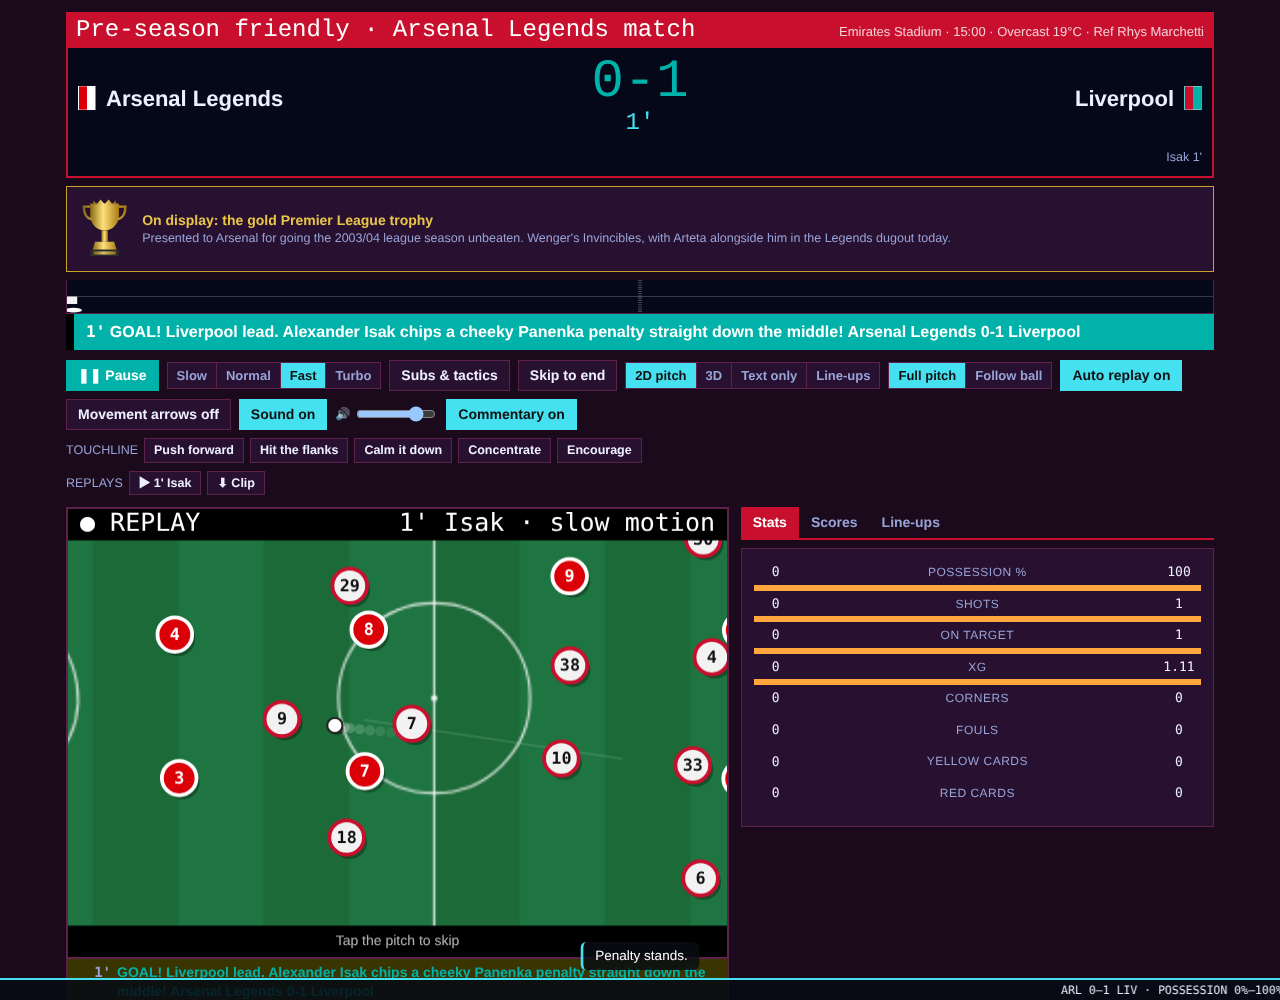 Pre-season friendly · Arsenal Legends match
Emirates Stadium · 15:00 · Overcast 19°C · Ref Rhys Marchetti
Arsenal Legends
0-1
1'
Liverpool
Isak 1'
On display: the gold Premier League trophy
Presented to Arsenal for going the 2003/04 league season unbeaten. Wenger's Invincibles, with Arteta alongside him in the Legends dugout today.
1' GOAL! Liverpool lead. Alexander Isak chips a cheeky Panenka penalty straight down the middle! Arsenal Legends 0-1 Liverpool
❚❚ Pause
Slow Normal Fast Turbo
Subs & tactics
Skip to end
2D pitch 3D Text only Line-ups
Full pitch Follow ball
Auto replay on
Movement arrows off
Sound on
Commentary on
TOUCHLINE Push forward Hit the flanks Calm it down Concentrate Encourage
REPLAYS ▶ 1' Isak ⬇ Clip
● REPLAY 1' Isak · slow motion
29
9
4
8
38
4
9
7
10
3
7
33
18
6
Tap the pitch to skip
Penalty stands.
1' GOAL! Liverpool lead. Alexander Isak chips a cheeky Panenka penalty straight down the
middle! Arsenal Legends 0-1 Liverpool
Stats Scores Line-ups
0 POSSESSION % 100
0 SHOTS 1
0 ON TARGET 1
0 XG 1.11
0 CORNERS 0
0 FOULS 0
0 YELLOW CARDS 0
0 RED CARDS 0
ARL 0–1 LIV · POSSESSION 0%–100%